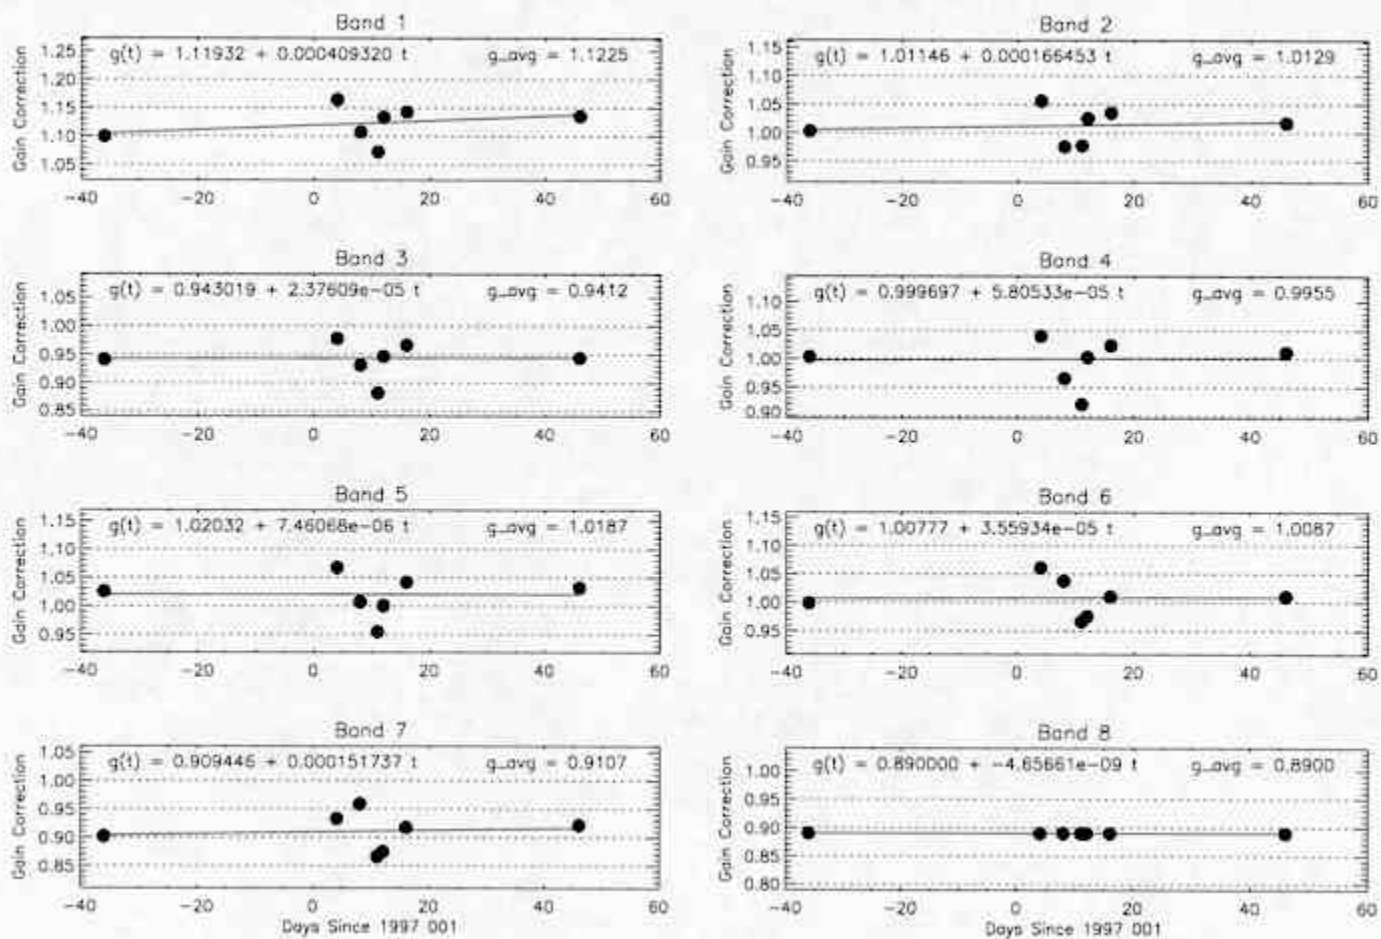 Band 1
g(t) = 1.11932 + 0.000409320 t g_avg = 1.1225
Gain Correction
1.25
1.20
1.15
1.10
1.05
-40 -20 0 20 40 60
Band 2
g(t) = 1.01146 + 0.000166453 t g_avg = 1.0129
Gain Correction
1.15
1.10
1.05
1.00
0.95
-40 -20 0 20 40 60
Band 3
g(t) = 0.943019 + 2.37609e-05 t g_avg = 0.9412
Gain Correction
1.05
1.00
0.95
0.90
0.85
-40 -20 0 20 40 60
Band 4
g(t) = 0.999697 + 5.80533e-05 t g_avg = 0.9955
Gain Correction
1.10
1.05
1.00
0.95
0.90
-40 -20 0 20 40 60
Band 5
g(t) = 1.02032 + 7.46068e-06 t g_avg = 1.0187
Gain Correction
1.15
1.10
1.05
1.00
0.95
-40 -20 0 20 40 60
Band 6
g(t) = 1.00777 + 3.55934e-05 t g_avg = 1.0087
Gain Correction
1.15
1.10
1.05
1.00
0.95
-40 -20 0 20 40 60
Band 7
g(t) = 0.909446 + 0.000151737 t g_avg = 0.9107
Gain Correction
1.05
1.00
0.95
0.90
0.85
-40 -20 0 20 40 60
Days Since 1997 001
Band 8
g(t) = 0.890000 + -4.65661e-09 t g_avg = 0.8900
Gain Correction
1.00
0.95
0.90
0.85
0.80
-40 -20 0 20 40 60
Days Since 1997 001